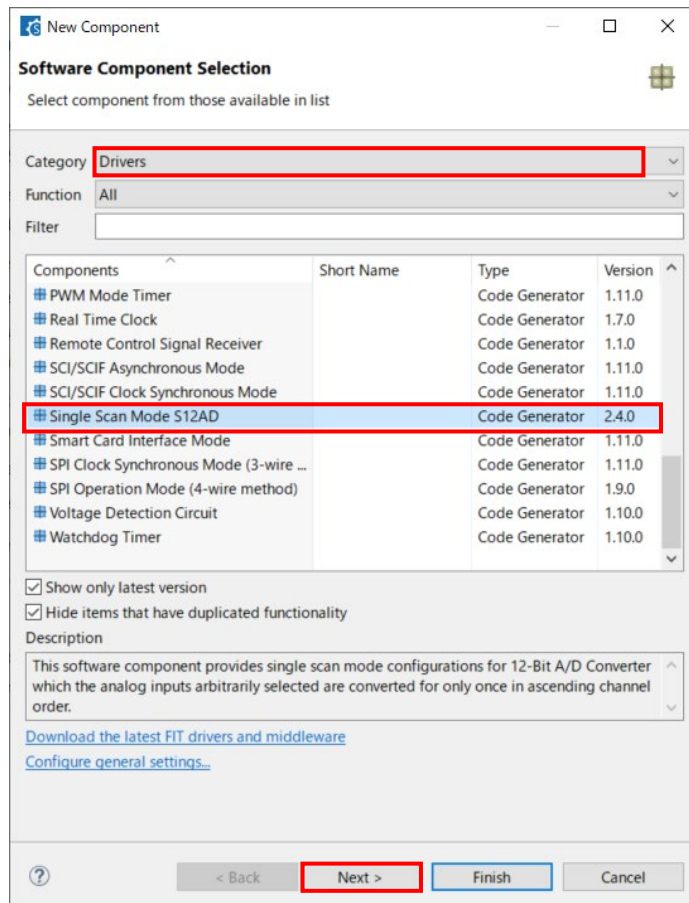 New Component
Software Component Selection
Select component from those available in list
Category Drivers
Function All
Filter
Components Short Name Type Version
PWM Mode Timer Code Generator 1.11.0
Real Time Clock Code Generator 1.7.0
Remote Control Signal Receiver Code Generator 1.1.0
SCI/SCIF Asynchronous Mode Code Generator 1.11.0
SCI/SCIF Clock Synchronous Mode Code Generator 1.11.0
Single Scan Mode S12AD Code Generator 2.4.0
Smart Card Interface Mode Code Generator 1.11.0
SPI Clock Synchronous Mode (3-wire ... Code Generator 1.11.0
SPI Operation Mode (4-wire method) Code Generator 1.9.0
Voltage Detection Circuit Code Generator 1.10.0
Watchdog Timer Code Generator 1.10.0
Show only latest version
Hide items that have duplicated functionality
Description
This software component provides single scan mode configurations for 12-Bit A/D Converter
which the analog inputs arbitrarily selected are converted for only once in ascending channel
order.
Download the latest FIT drivers and middleware
Configure general settings...
? < Back Next > Finish Cancel